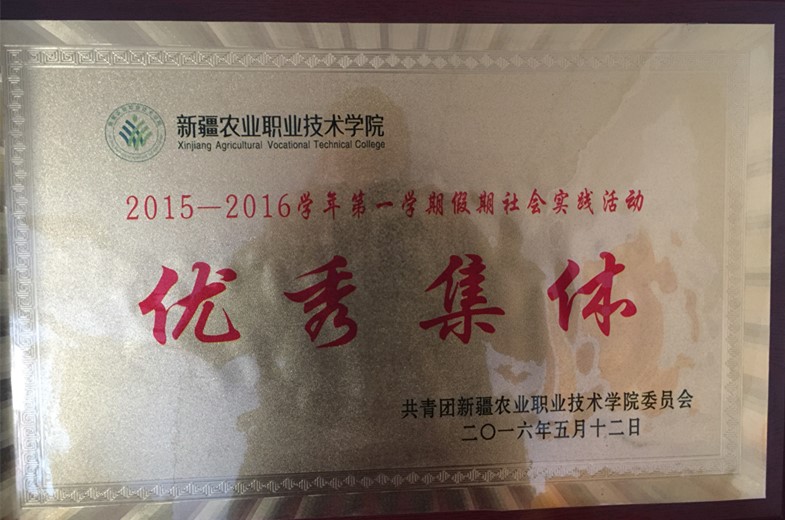 新疆农业职业技术学院
Xinjiang Agricultural Vocational Technical College
2015—2016学年第一学期假期社会实践活动
优秀集体
共青团新疆农业职业技术学院委员会
二〇一六年五月十二日